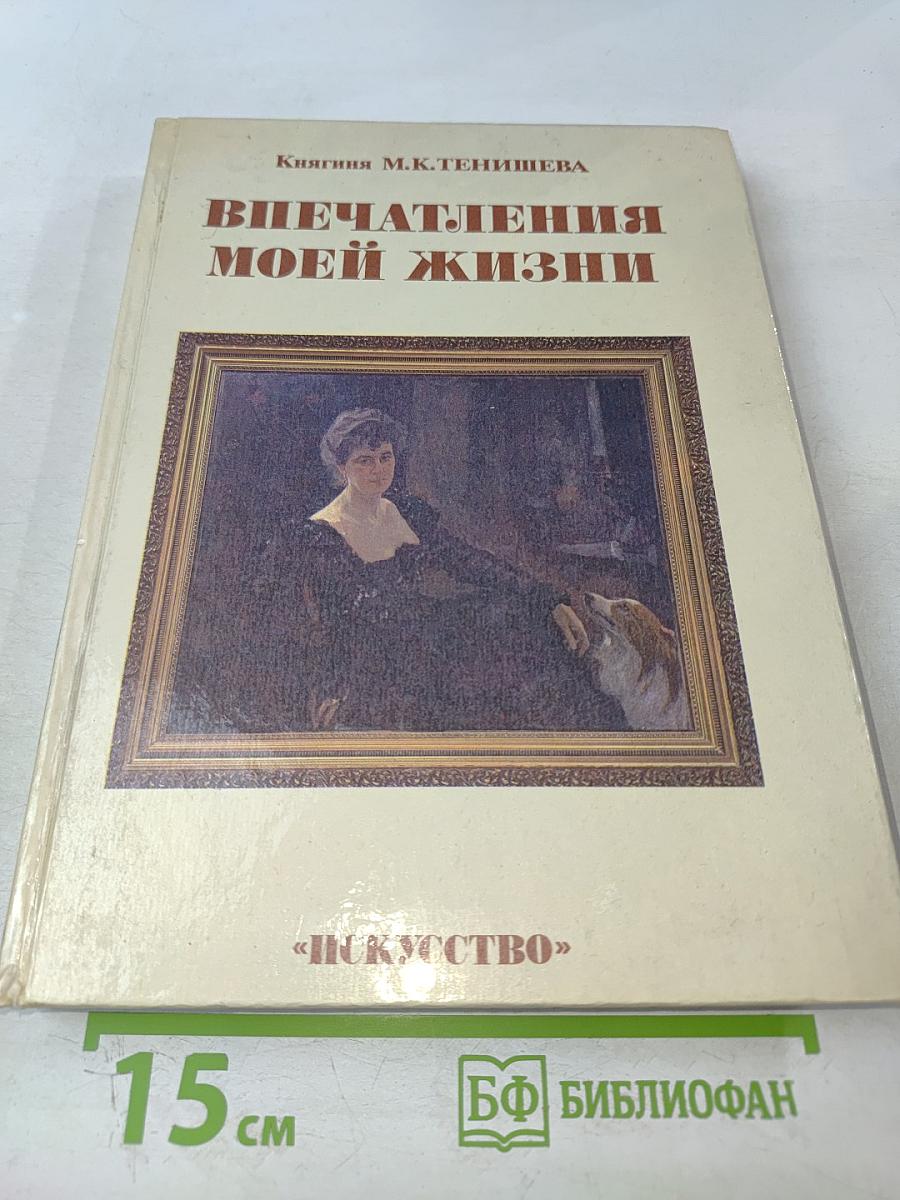 Княгиня М.К.ТЕНИШЕВА
ВПЕЧАТЛЕНИЯ
МОЕЙ ЖИЗНИ
«ИСКУССТВО»
15 см
БФ БИБЛИОФАН